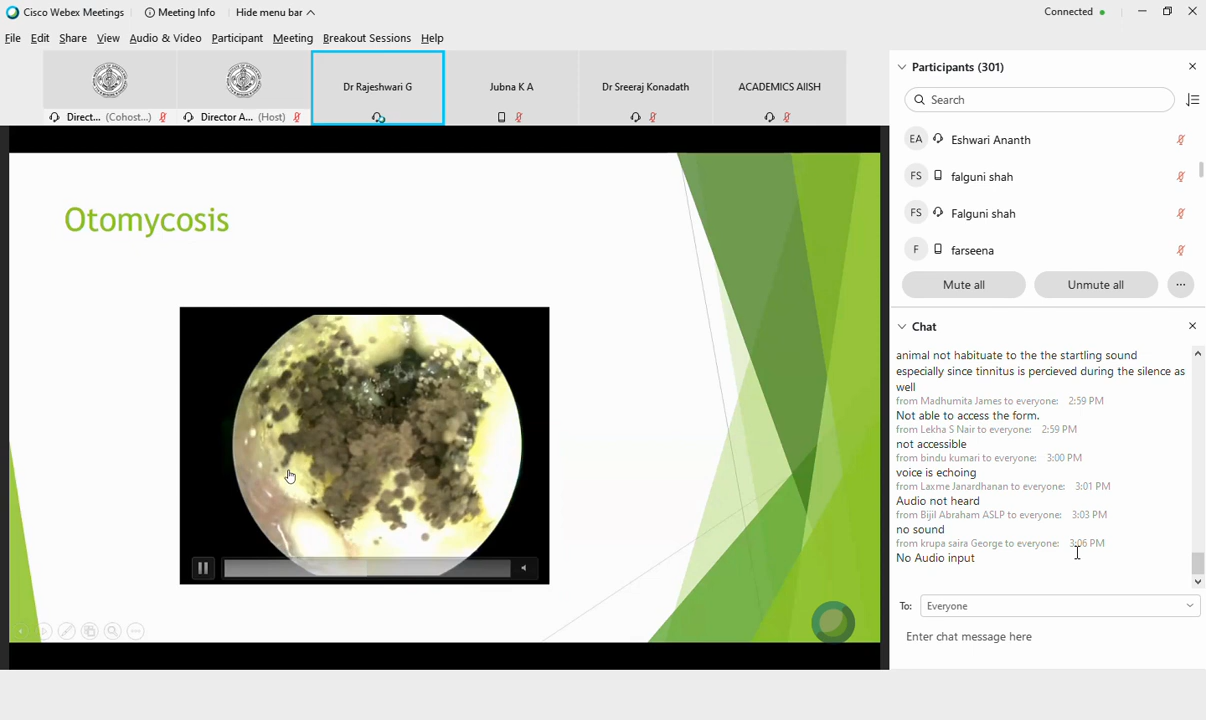 Cisco Webex Meetings
Meeting Info
Hide menu bar
Connected
File Edit Share View Audio & Video Participant Meeting Breakout Sessions Help
Direct... (Cohost...)
Director A... (Host)
Dr Rajeshwari G
Jubna K A
Dr Sreeraj Konadath
ACADEMICS AIISH
Otomycosis
Participants (301)
Search
EA Eshwari Ananth
FS falguni shah
FS Falguni shah
F farseena
Mute all
Unmute all
...
Chat
animal not habituate to the the startling sound
especially since tinnitus is percieved during the silence as
well
from Madhumita James to everyone: 2:59 PM
Not able to access the form.
from Lekha S Nair to everyone: 2:59 PM
not accessible
from bindu kumari to everyone: 3:00 PM
voice is echoing
from Laxme Janardhanan to everyone: 3:01 PM
Audio not heard
from Bijil Abraham ASLP to everyone: 3:03 PM
no sound
from krupa saira George to everyone: 3:06 PM
No Audio input
To: Everyone
Enter chat message here